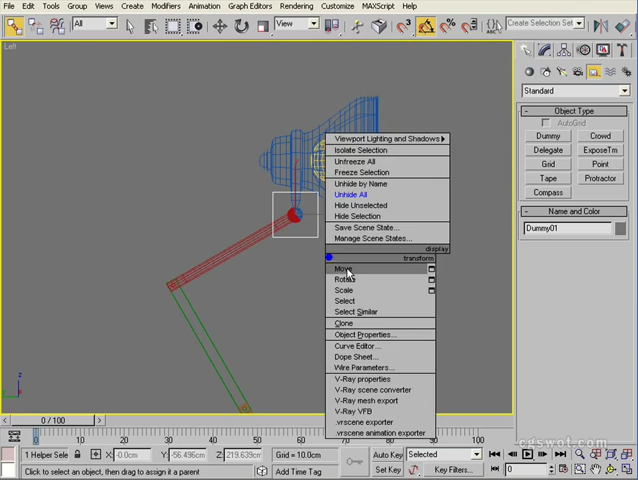 File Edit Tools Group Views Create Modifiers Animation Graph Editors Rendering Customize MAXScript Help
All
View
3
Create Selection Set
Left
Standard
Object Type
AutoGrid
Dummy Crowd
Delegate ExposeTm
Grid Point
Tape Protractor
Compass
Name and Color
Dummy01
Viewport Lighting and Shadows
Isolate Selection
Unfreeze All
Freeze Selection
Unhide by Name
Unhide All
Hide Unselected
Hide Selection
Save Scene State...
Manage Scene States...
display
transform
Move
Rotate
Scale
Select
Select Similar
Clone
Object Properties...
Curve Editor...
Dope Sheet...
Wire Parameters...
V-Ray properties
V-Ray scene converter
V-Ray mesh export
V-Ray VFB
.vrscene exporter
.vrscene animation exporter
z
y
0 / 100
0 10 20 30 40 50 60 70 80 90 100
cgswot.com
1 Helper Sele
X: -0.0cm Y: -56.496cm Z: 219.639cm Grid = 10.0cm
Auto Key Selected
Click to select an object, then drag to assign it a parent
Add Time Tag
Set Key Key Filters...
0